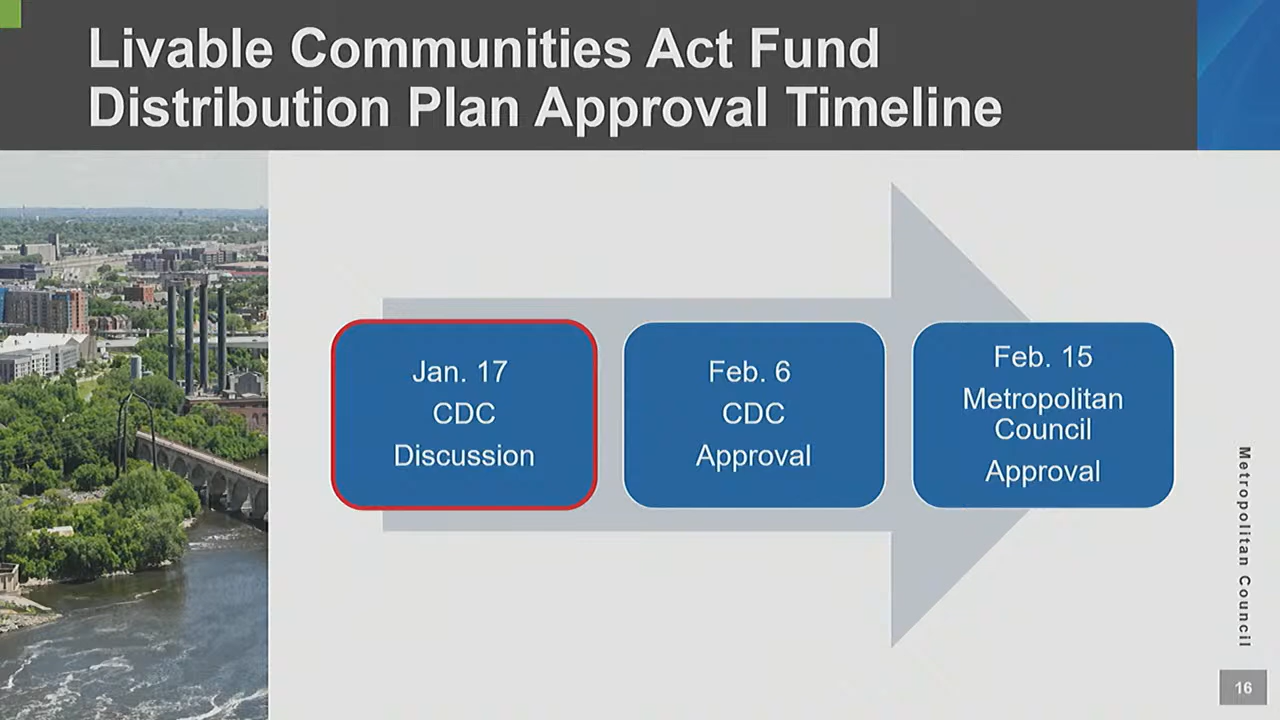 Livable Communities Act Fund
Distribution Plan Approval Timeline
Jan. 17
CDC
Discussion
Feb. 6
CDC
Approval
Feb. 15
Metropolitan
Council
Approval
Metropolitan Council
16